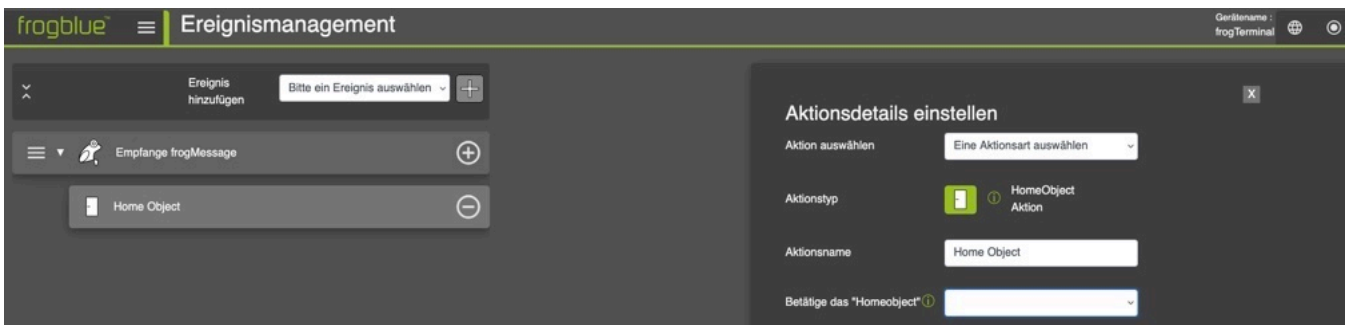 frogblue™ Ereignismanagement
Gerätename :
frogTerminal
Ereignis
hinzufügen
Bitte ein Ereignis auswählen
Empfange frogMessage
Home Object
X
Aktionsdetails einstellen
Aktion auswählen Eine Aktionsart auswählen
Aktionstyp
HomeObject
Aktion
Aktionsname Home Object
Betätige das "Homeobject"